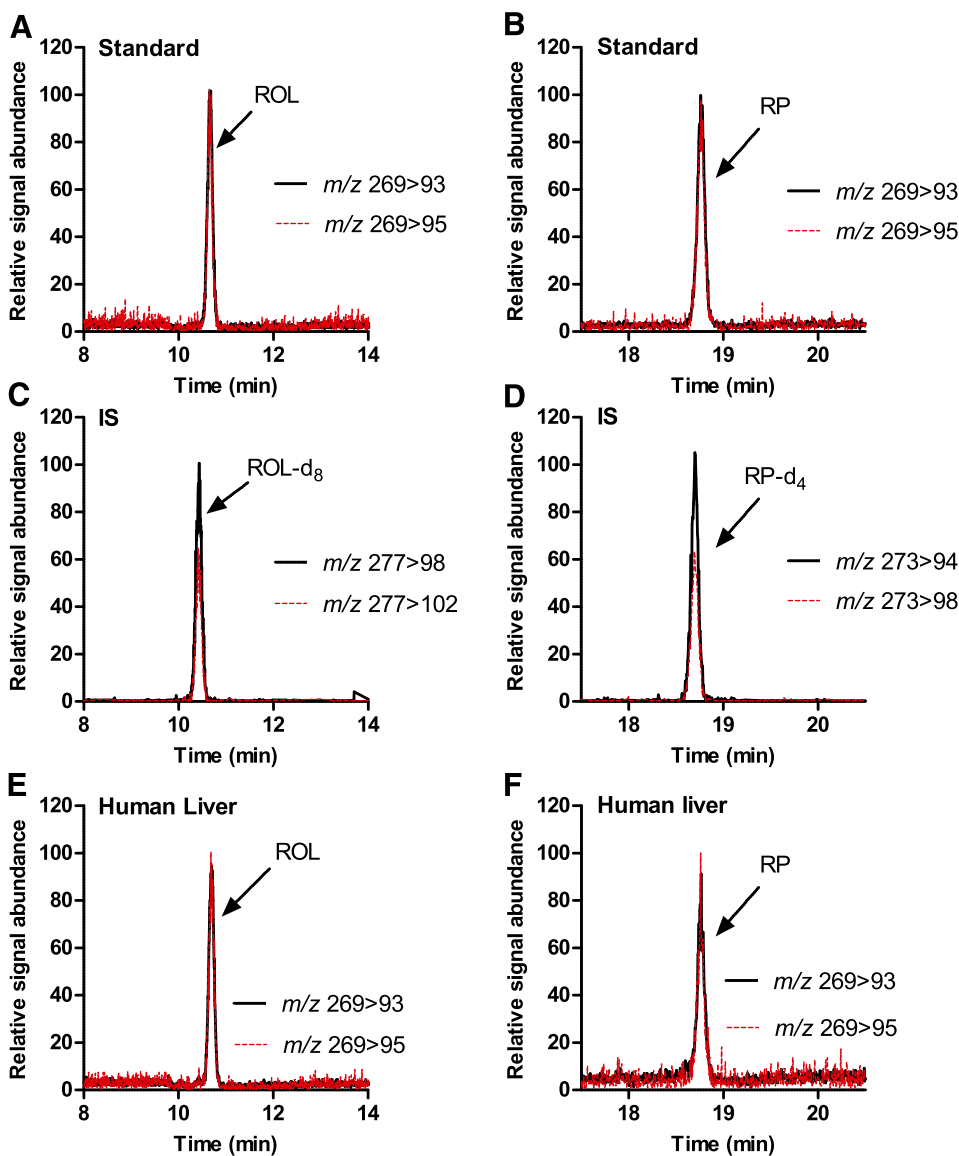 A
Standard
Relative signal abundance
120
100
80
60
40
20
0
ROL
m/z 269>93
m/z 269>95
8 10 12 14
Time (min)
B
Standard
Relative signal abundance
120
100
80
60
40
20
0
RP
m/z 269>93
m/z 269>95
18 19 20
Time (min)
C
IS
Relative signal abundance
120
100
80
60
40
20
0
ROL-d8
m/z 277>98
m/z 277>102
8 10 12 14
Time (min)
D
IS
Relative signal abundance
120
100
80
60
40
20
0
RP-d4
m/z 273>94
m/z 273>98
18 19 20
Time (min)
E
Human Liver
Relative signal abundance
120
100
80
60
40
20
0
ROL
m/z 269>93
m/z 269>95
8 10 12 14
Time (min)
F
Human liver
Relative signal abundance
120
100
80
60
40
20
0
RP
m/z 269>93
m/z 269>95
18 19 20
Time (min)